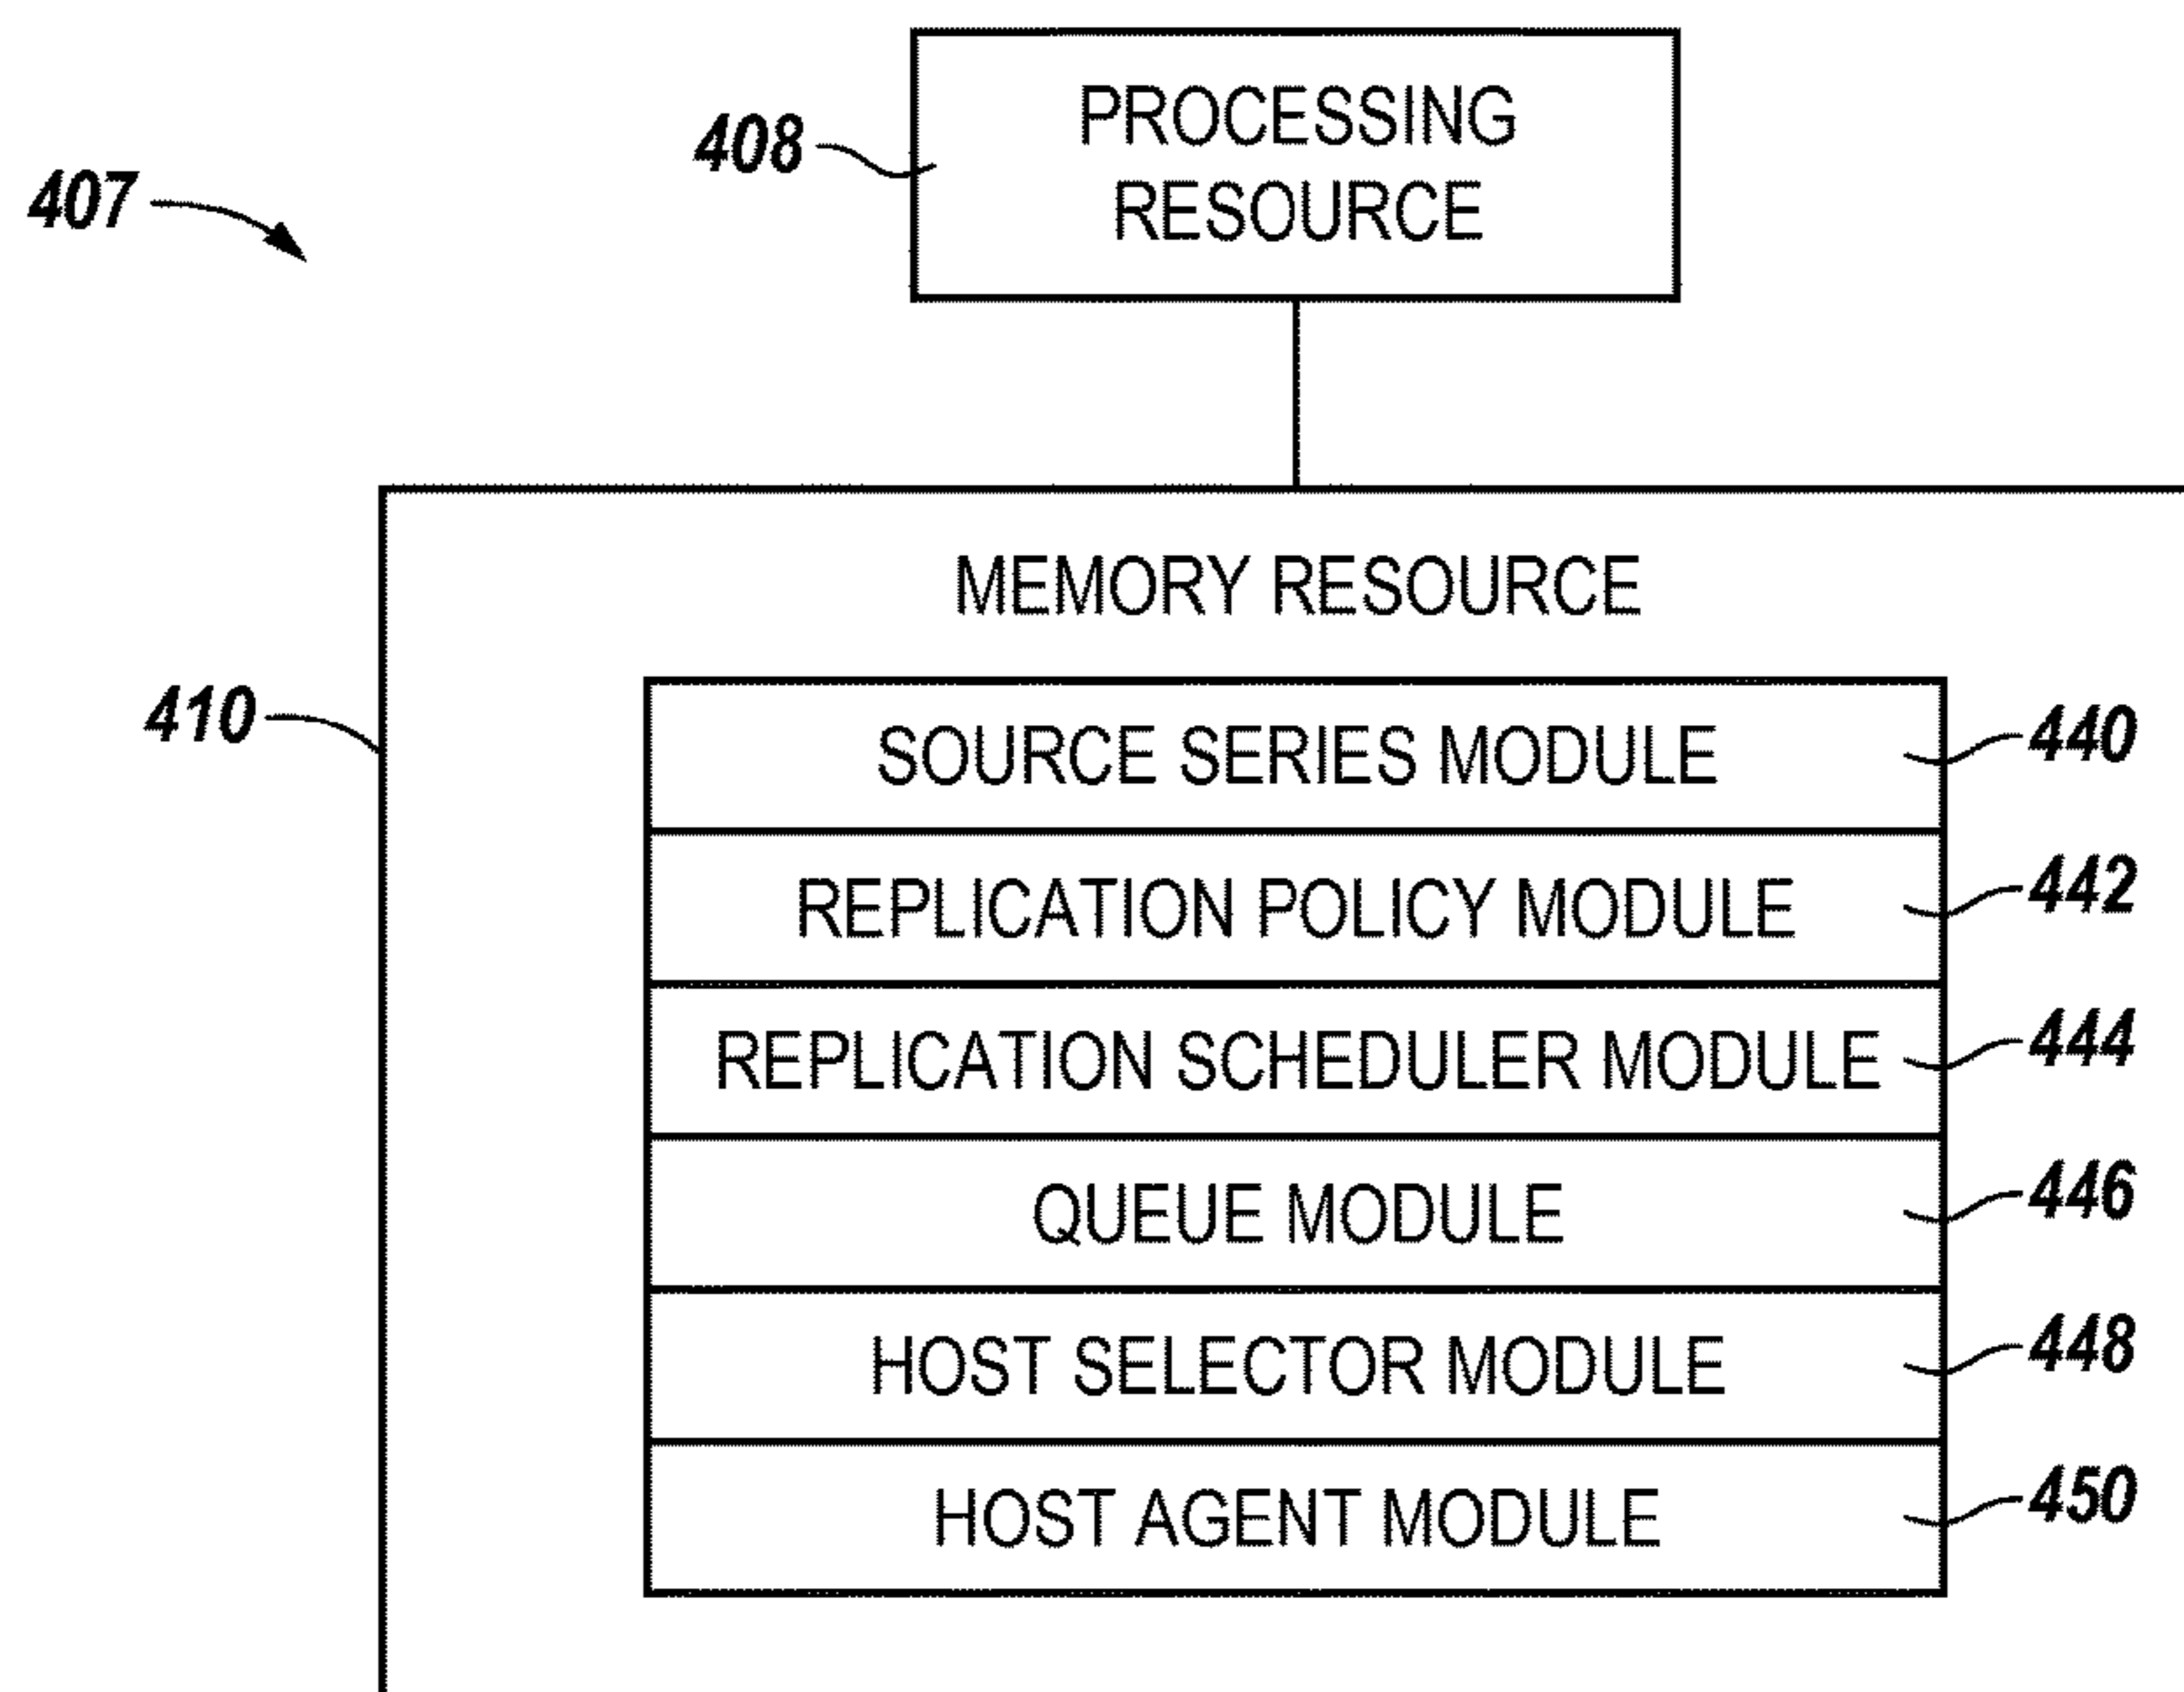 PROCESSING
RESOURCE
408
407
MEMORY RESOURCE
410
SOURCE SERIES MODULE
440
REPLICATION POLICY MODULE
442
REPLICATION SCHEDULER MODULE
444
QUEUE MODULE
446
HOST SELECTOR MODULE
448
HOST AGENT MODULE
450